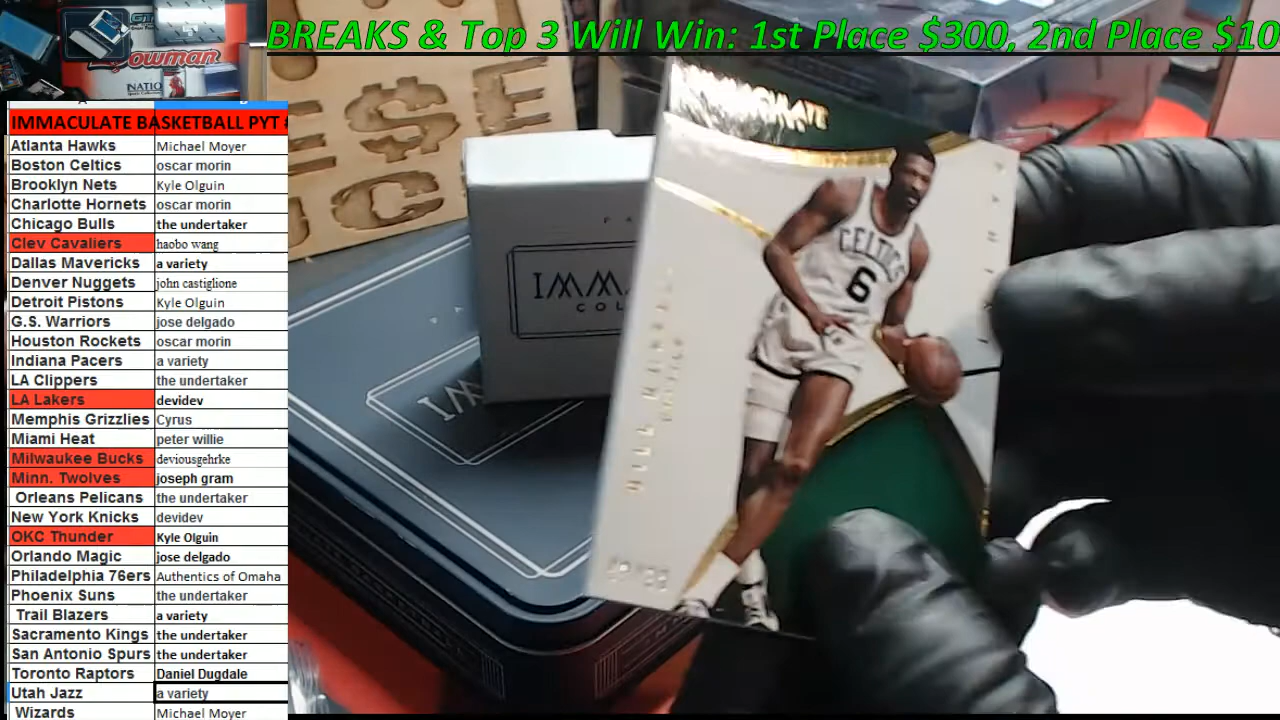 BREAKS & Top 3 Will Win: 1st Place $300, 2nd Place $10
Bowman
IMMACULATE BASKETBALL PYT
Atlanta Hawks Michael Moyer
Boston Celtics oscar morin
Brooklyn Nets Kyle Olguin
Charlotte Hornets oscar morin
Chicago Bulls the undertaker
Clev Cavaliers haobo wang
Dallas Mavericks a variety
Denver Nuggets john castiglione
Detroit Pistons Kyle Olguin
G.S. Warriors jose delgado
Houston Rockets oscar morin
Indiana Pacers a variety
LA Clippers the undertaker
LA Lakers devidev
Memphis Grizzlies Cyrus
Miami Heat peter willie
Milwaukee Bucks deviousgehrke
Minn. Twolves joseph gram
Orleans Pelicans the undertaker
New York Knicks devidev
OKC Thunder Kyle Olguin
Orlando Magic jose delgado
Philadelphia 76ers Authentics of Omaha
Phoenix Suns the undertaker
Trail Blazers a variety
Sacramento Kings the undertaker
San Antonio Spurs the undertaker
Toronto Raptors Daniel Dugdale
Utah Jazz a variety
Wizards Michael Moyer
CELTICS
6
BILL RUSSELL